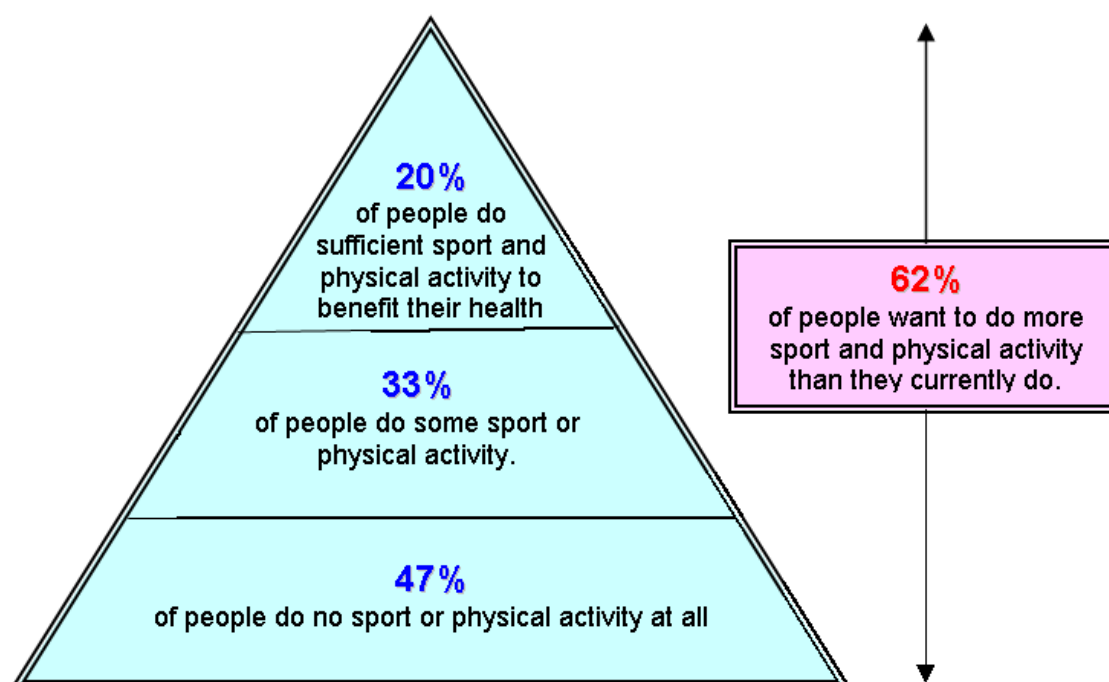 20%
of people do
sufficient sport and
physical activity to
benefit their health
33%
of people do some sport or
physical activity.
47%
of people do no sport or physical activity at all
62%
of people want to do more
sport and physical activity
than they currently do.